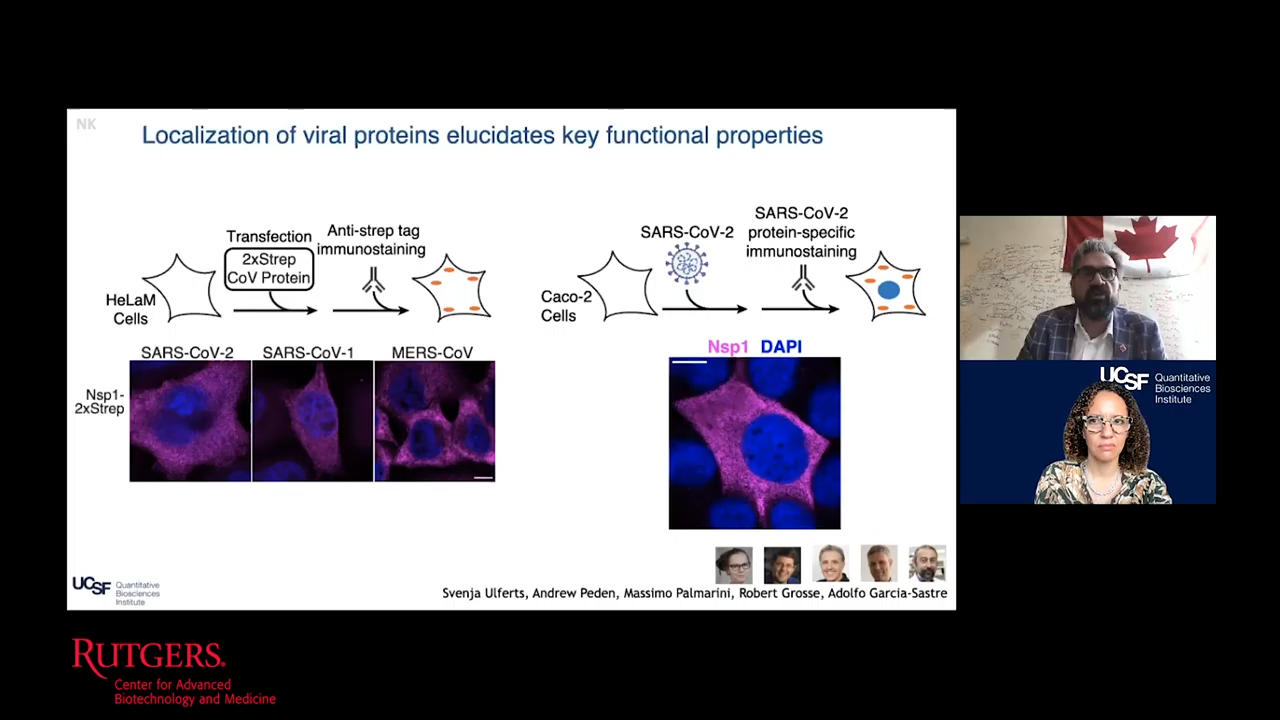 NK
Localization of viral proteins elucidates key functional properties
Transfection
2xStrep
CoV Protein
Anti-strep tag
immunostaining
HeLaM
Cells
SARS-CoV-2
SARS-CoV-1
MERS-CoV
Nsp1-
2xStrep
SARS-CoV-2
SARS-CoV-2
protein-specific
immunostaining
Caco-2
Cells
Nsp1 DAPI
UCSF Quantitative
Biosciences
Institute
Svenja Ulferts, Andrew Peden, Massimo Palmarini, Robert Grosse, Adolfo Garcia-Sastre
UCSF Quantitative
Biosciences
Institute
RUTGERS
Center for Advanced
Biotechnology and Medicine